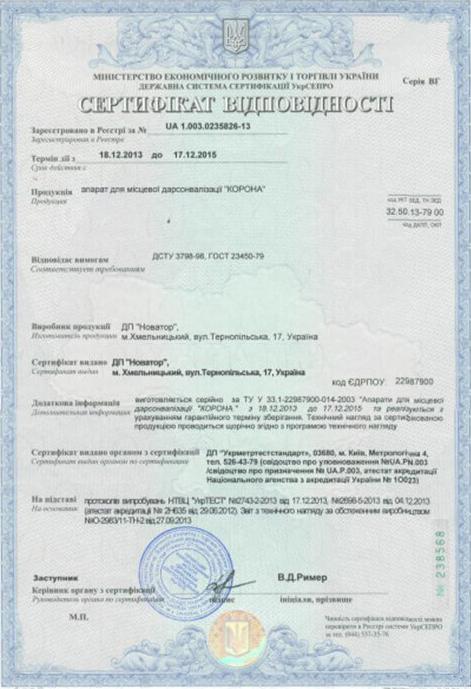 МІНІСТЕРСТВО ЕКОНОМІЧНОГО РОЗВИТКУ І ТОРГІВЛІ УКРАЇНИ
ДЕРЖАВНА СИСТЕМА СЕРТИФІКАЦІЇ УкрСЕПРО
Серія ВГ
СЕРТИФІКАТ ВІДПОВІДНОСТІ
Зареєстровано в Реєстрі за № UA 1.003.0235826-13
Зарегистрирован в Реестре
Термін дії з 18.12.2013 до 17.12.2015
Срок действия с
Продукція апарат для місцевої дарсонвалізації "КОРОНА"
Продукция
32.50.13-79 00
код ДКПП, ОКП
Відповідає вимогам ДСТУ 3798-98, ГОСТ 23450-79
Соответствует требованиям
Виробник продукції ДП "Новатор",
Изготовитель продукции м.Хмельницький, вул.Тернопільська, 17, Україна
Сертифікат видано ДП "Новатор",
Сертификат выдан м. Хмельницький, вул.Тернопільська, 17, Україна
код ЄДРПОУ: 22987900
Додаткова інформація виготовляється серійно за ТУ У 33.1-22987900-014-2003 "Апарати для місцевої
Дополнительная информация дарсонвалізації "КОРОНА" з 18.12.2013 до 17.12.2015 та реалізуються з
урахуванням гарантійного терміну зберігання. Технічний нагляд за сертифікованою
продукцією проводиться щорічно згідно з програмою технічного нагляду
Сертифікат видано органом з сертифікації ДП "Укрметртестстандарт", 03680, м. Київ, Метрологічна 4,
Сертификат выдан органом по сертификации тел. 526-43-79 (свідоцтво про уповноваження №UA.PN.003
/свідоцтво про призначення № UA.P.003, атестат акредитації
Національного агентства з акредитації України № 1О023)
На підставі протоколів випробувань НТВЦ "УкрТЕСТ" №2743-2-2013 від 17.12.2013, №2698-5-2013 від 04.12.2013
На основании (атестат акредитації № 2Н635 від 29.06.2012). Звіт з технічного нагляду за обстеженням виробництвом
№О-2963/11-ТН-2 від 27.09.2013
№ 238568
Заступник
Керівник органу з сертифікації В.Д.Ример
Руководитель органа по сертификации підпис ініціали, прізвище
М.П.
Чинність сертифіката відповідності можна
перевірити в Реєстрі системи УкрСЕПРО
за тел. (044) 537-35-76